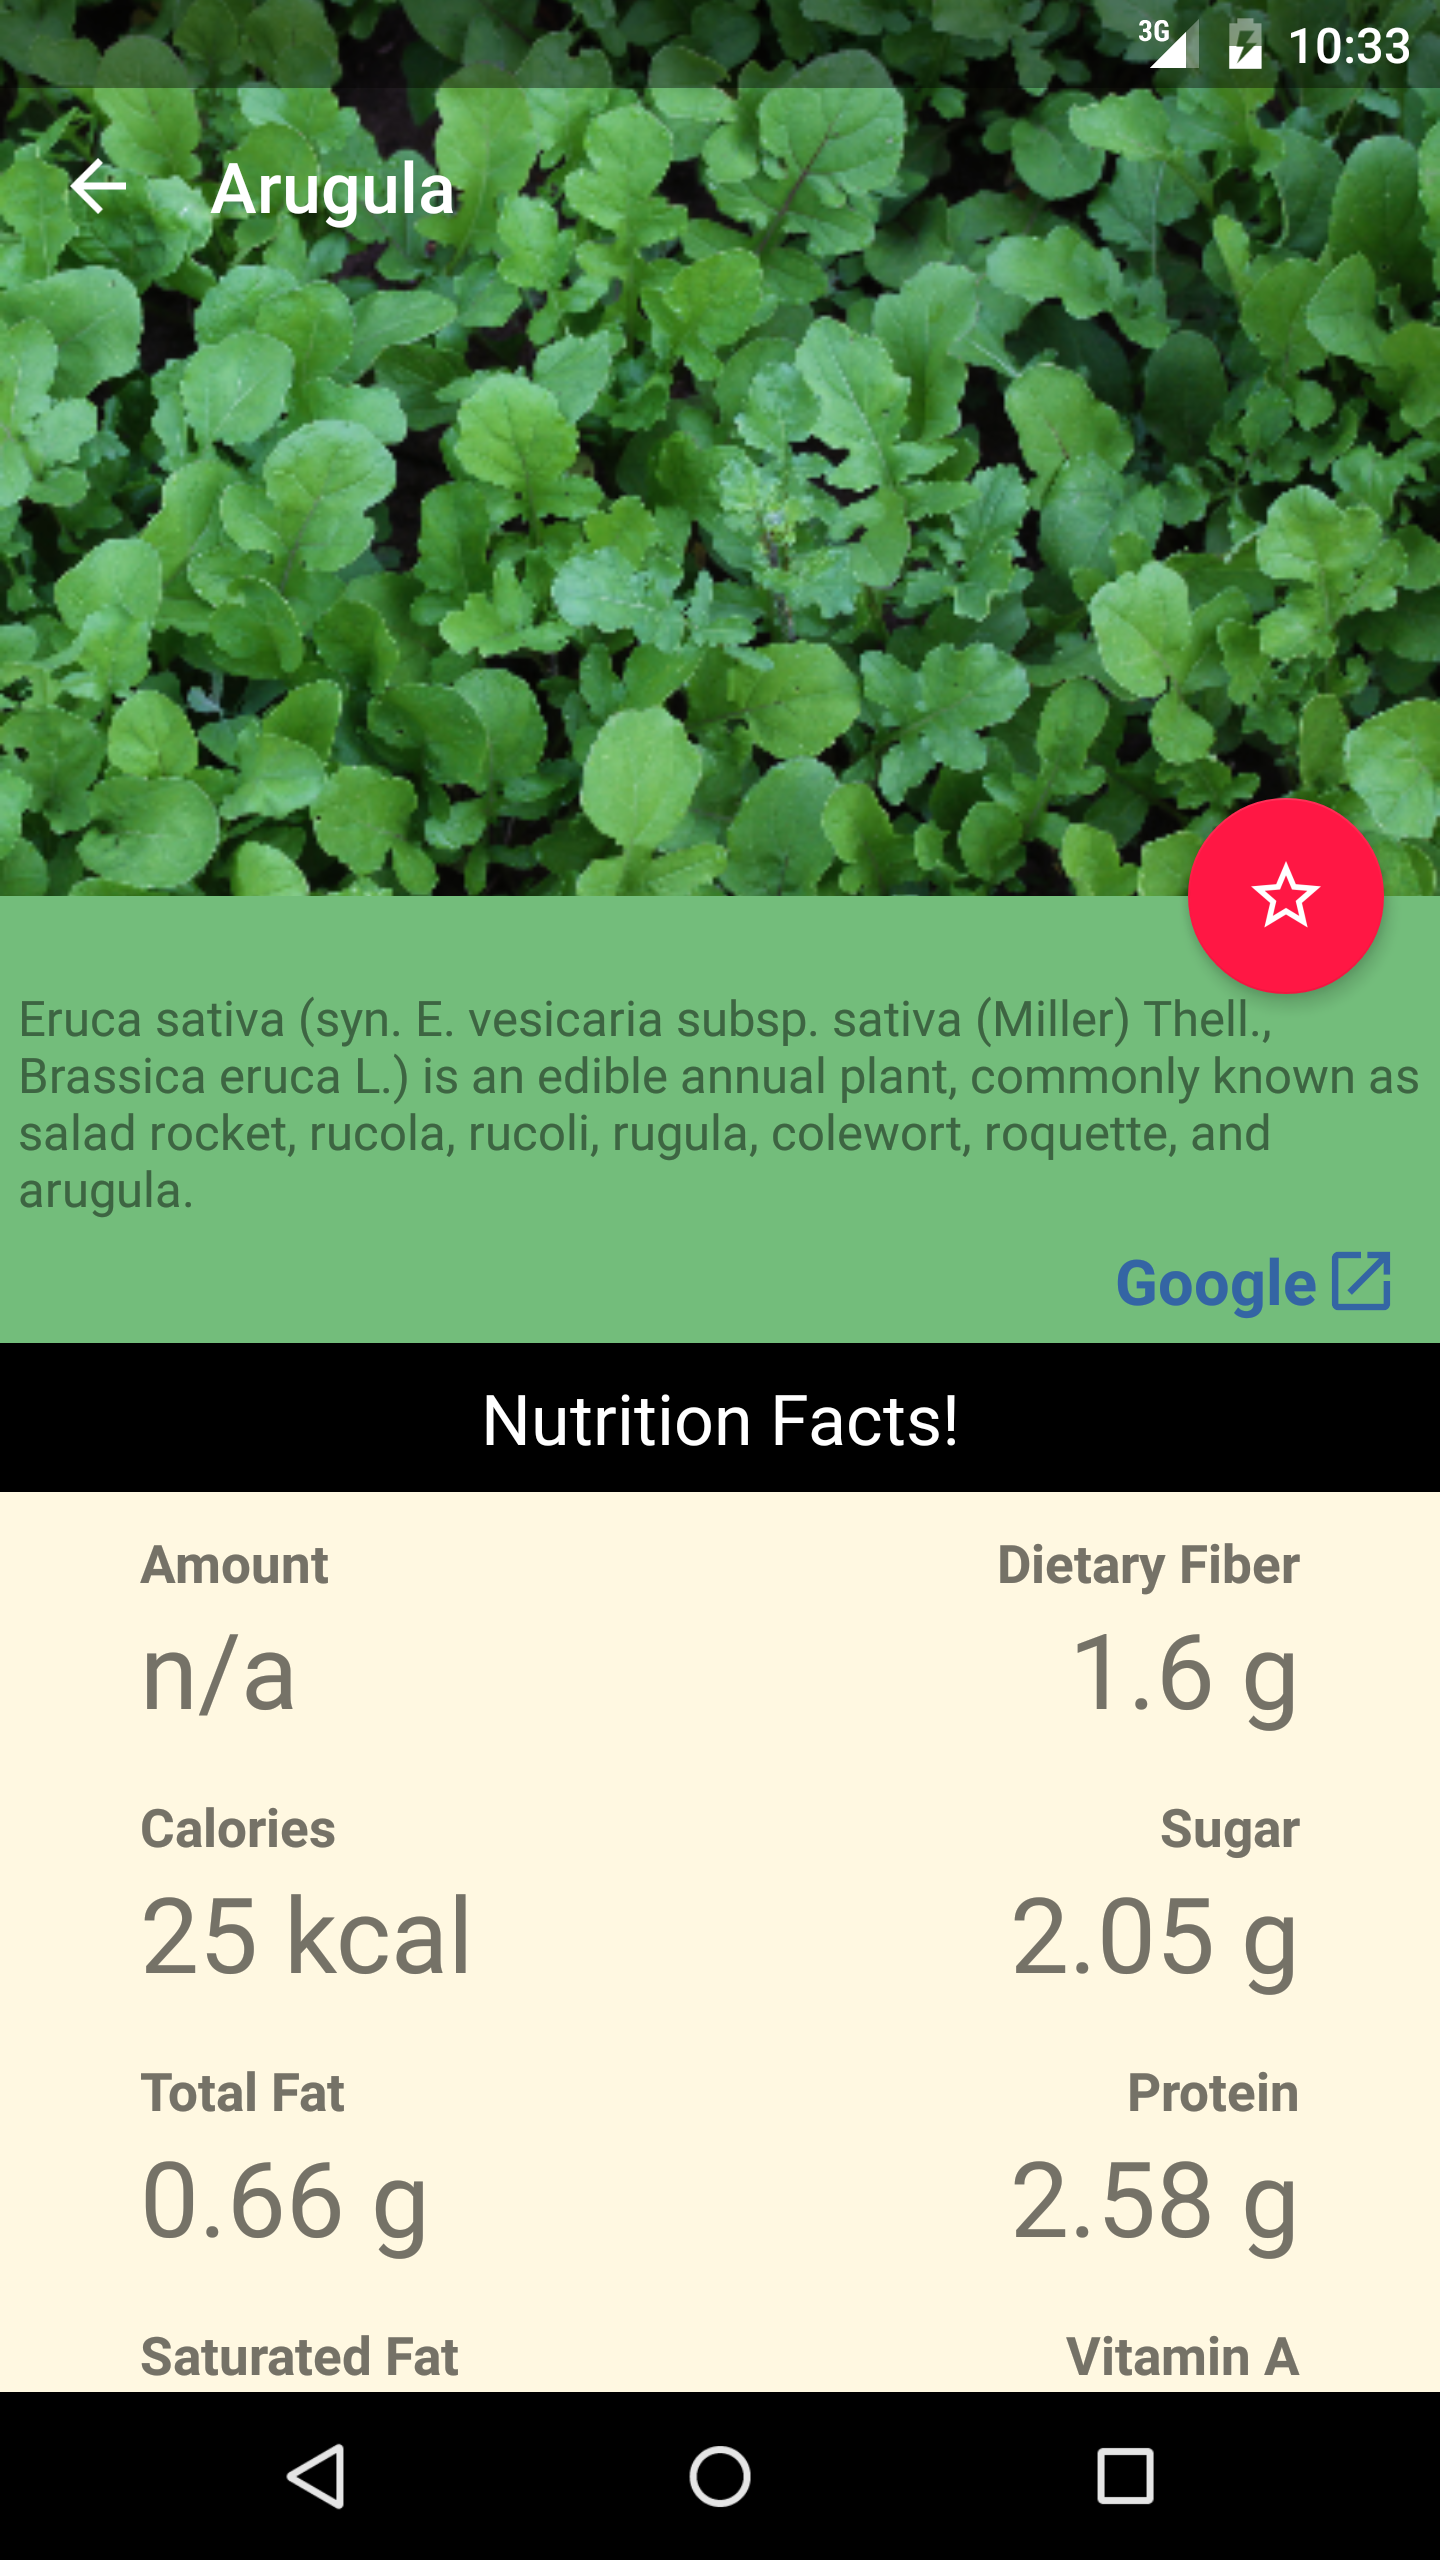 3G 10:33
Arugula
Eruca sativa (syn. E. vesicaria subsp. sativa (Miller) Thell.,
Brassica eruca L.) is an edible annual plant, commonly known as
salad rocket, rucola, rucoli, rugula, colewort, roquette, and
arugula.
Google
Nutrition Facts!
Amount Dietary Fiber
n/a 1.6 g
Calories Sugar
25 kcal 2.05 g
Total Fat Protein
0.66 g 2.58 g
Saturated Fat Vitamin A